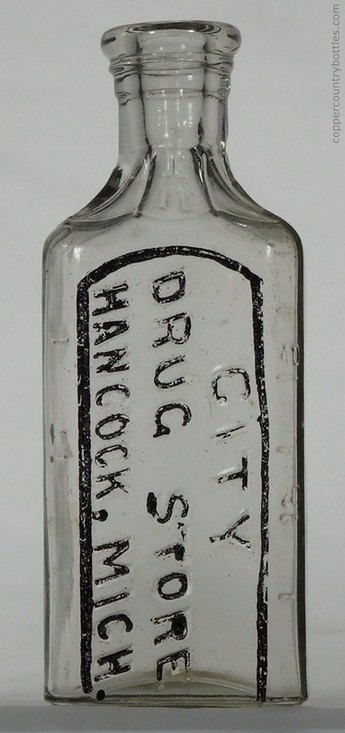 CITY
DRUG STORE
HANCOCK, MICH.
coppercountrybottles.com